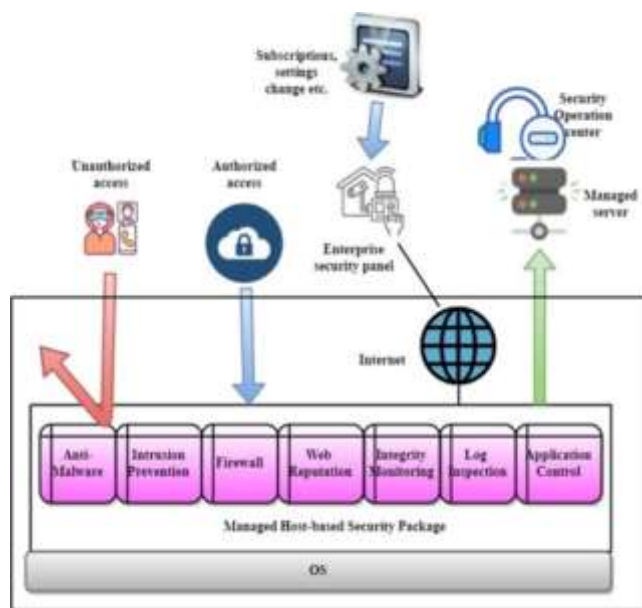 Subscriptions,
settings
change etc.
Security
Operation
center
Unauthorized
access
Authorized
access
Managed
server
Enterprise
security panel
Internet
Anti-
Malware
Intrusion
Prevention
Firewall
Web
Reputation
Integrity
Monitoring
Log
Inspection
Application
Control
Managed Host-based Security Package
OS